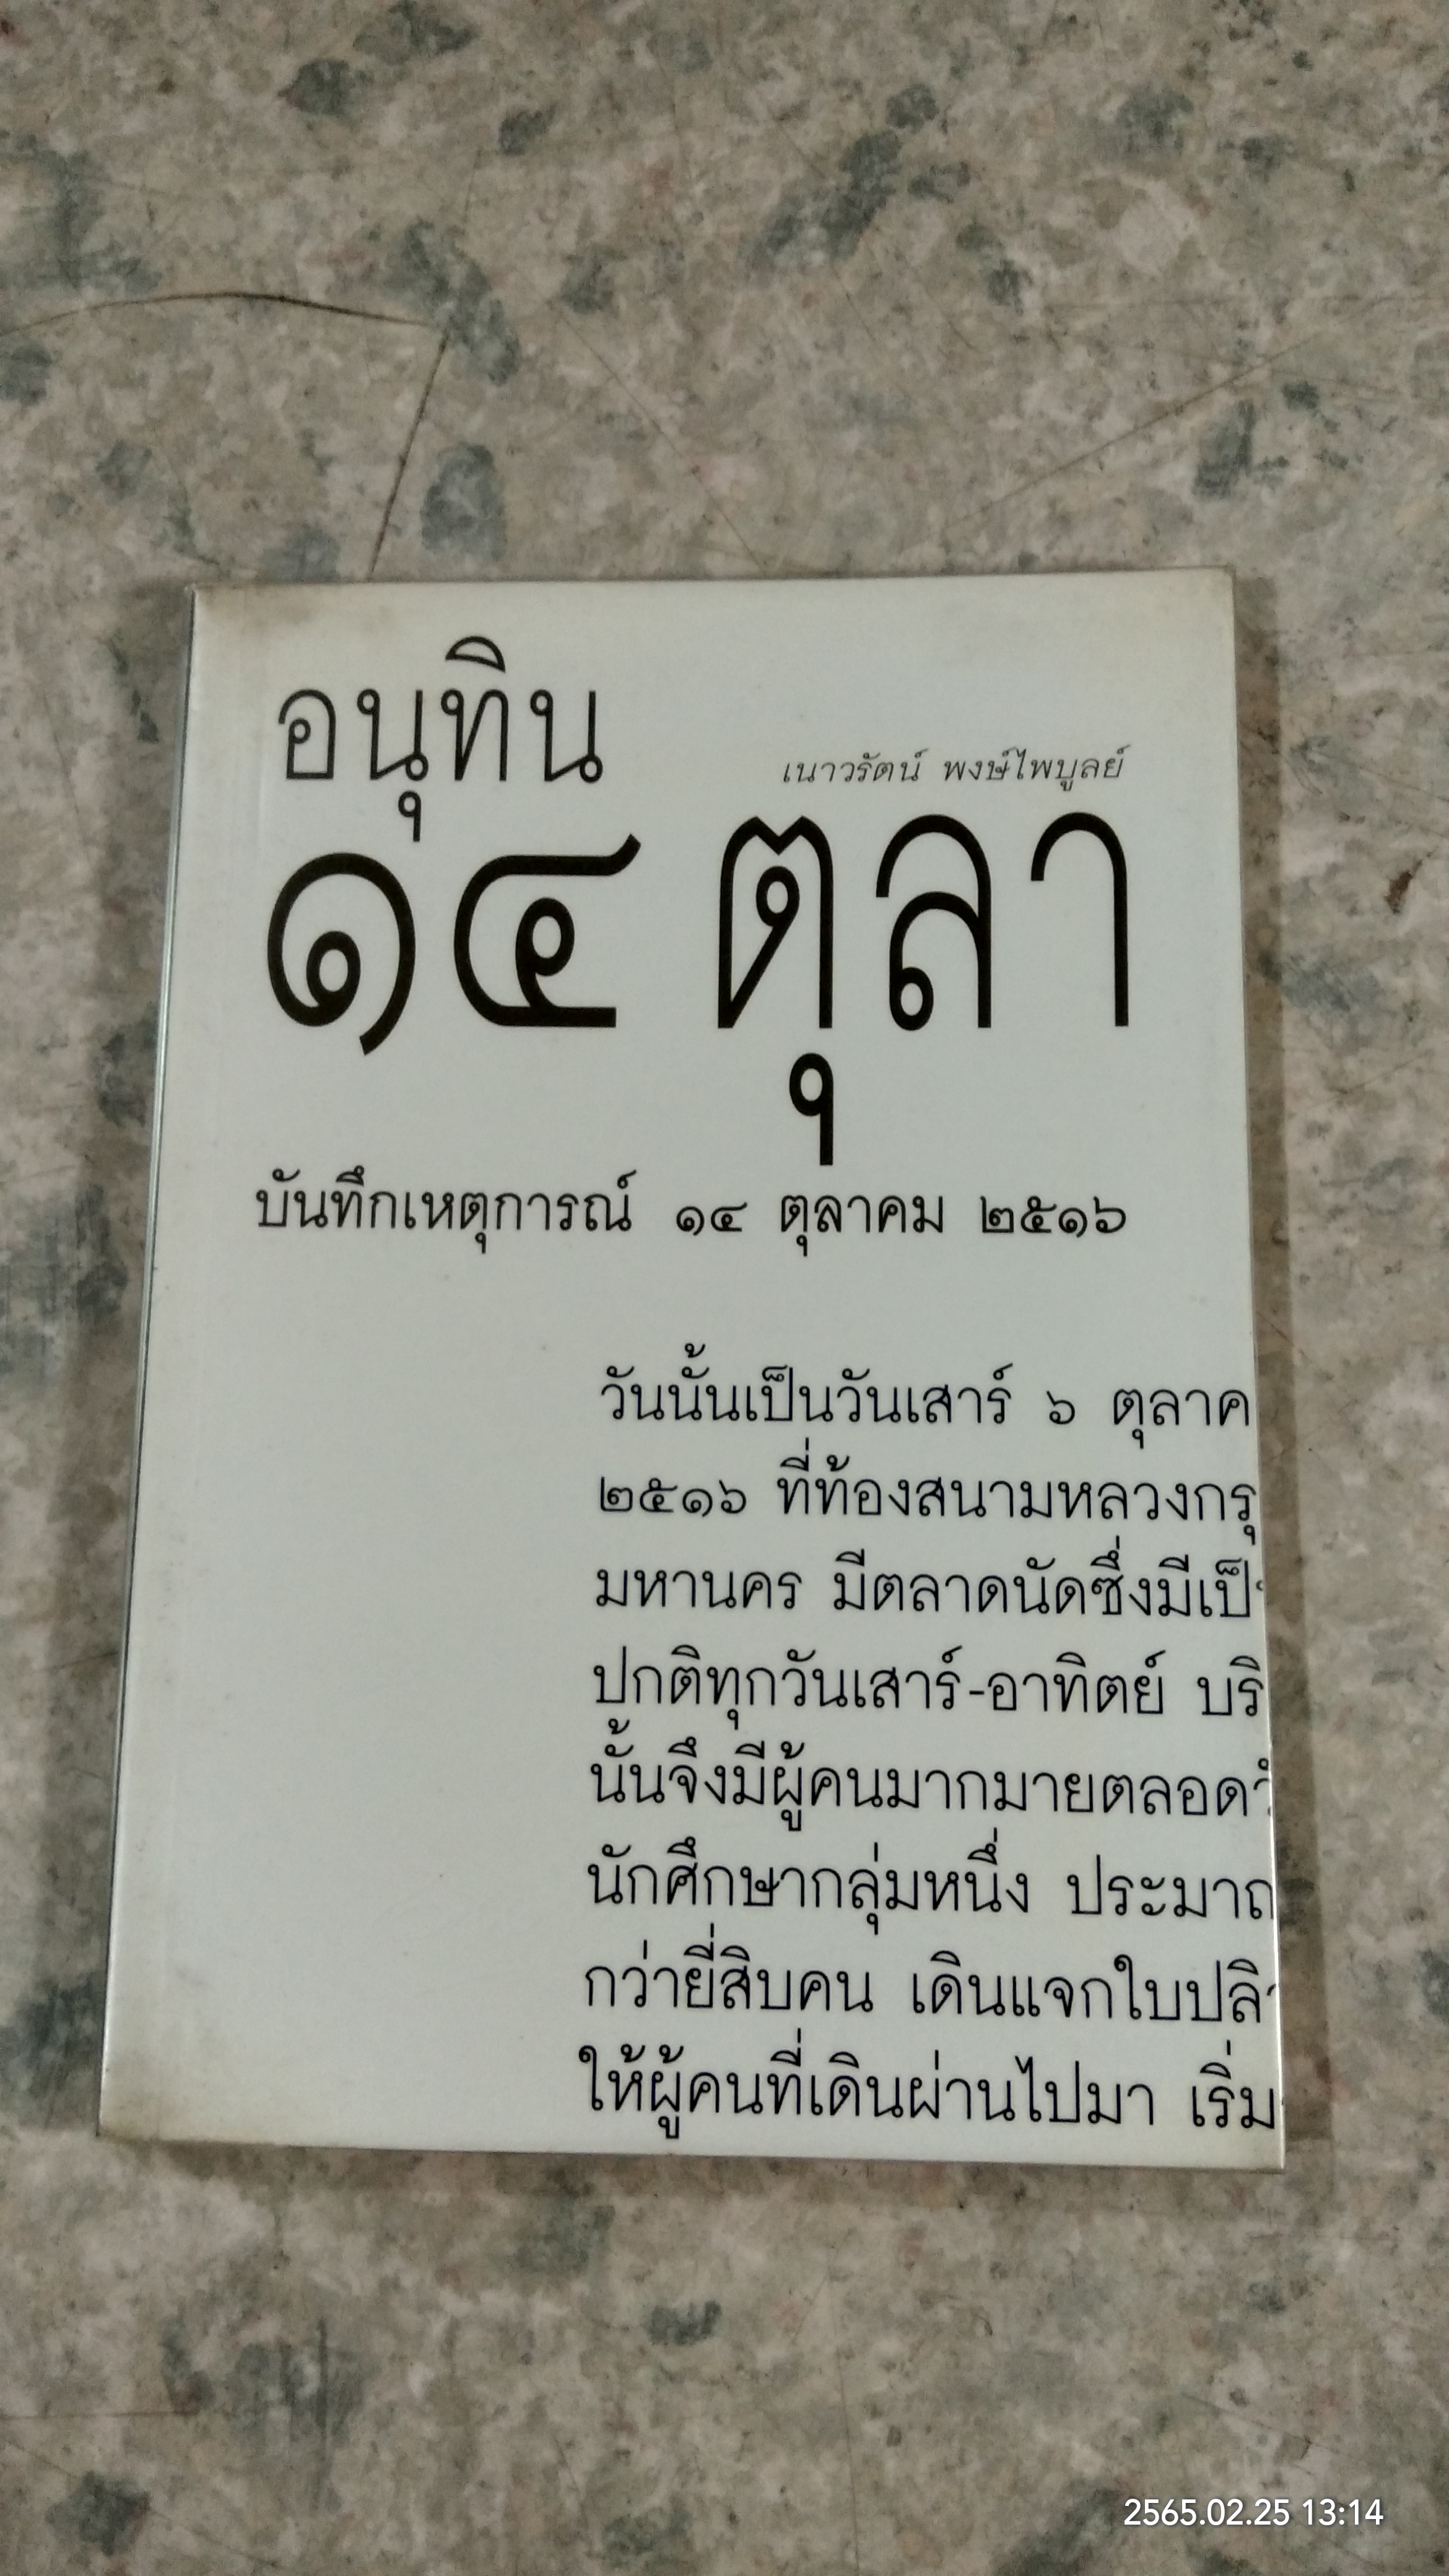 อนุทิน
เนาวรัตน์ พงษ์ไพบูลย์
๑๔ ตุลา
บันทึกเหตุการณ์ ๑๔ ตุลาคม ๒๕๑๖
วันนั้นเป็นวันเสาร์ ๖ ตุลาค
๒๕๑๖ ที่ท้องสนามหลวงกรุ
มหานคร มีตลาดนัดซึ่งมีเป็
ปกติทุกวันเสาร์-อาทิตย์ บริ
นั้นจึงมีผู้คนมากมายตลอดว
นักศึกษากลุ่มหนึ่ง ประมาณ
กว่ายี่สิบคน เดินแจกใบปลิ
ให้ผู้คนที่เดินผ่านไปมา เริ่ม
2565.02.25 13:14